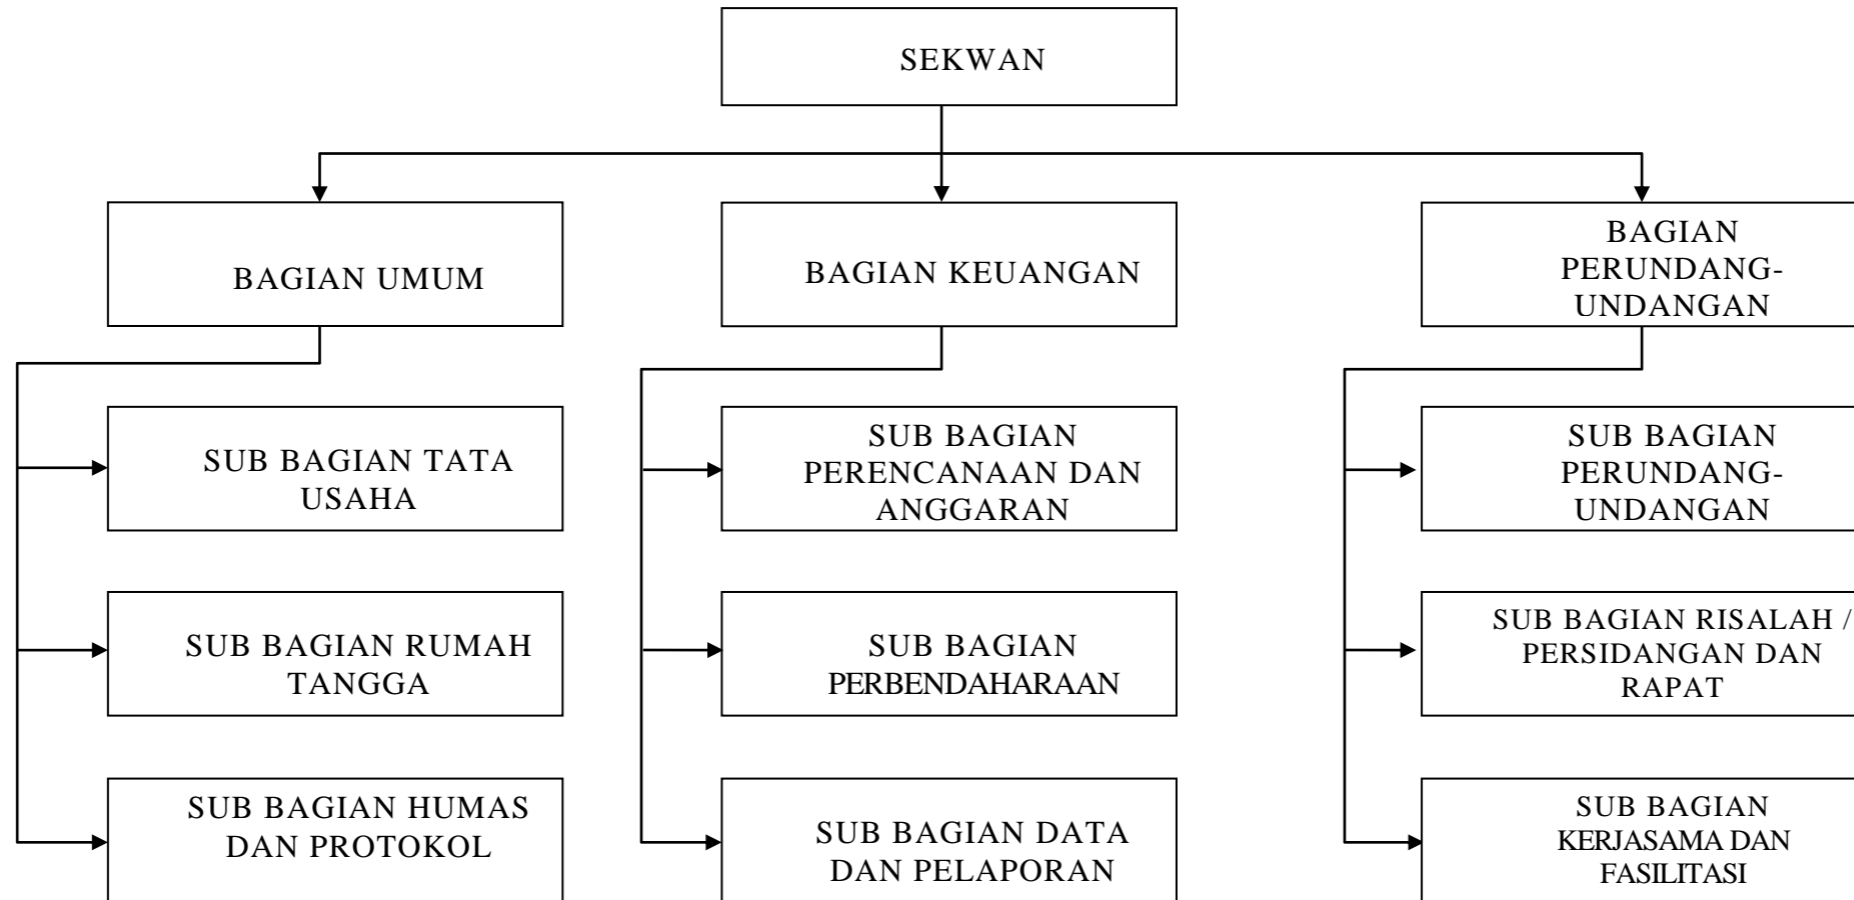 SEKWAN
BAGIAN UMUM
BAGIAN KEUANGAN
BAGIAN
PERUNDANG-
UNDANGAN
SUB BAGIAN TATA
USAHA
SUB BAGIAN
PERENCANAAN DAN
ANGGARAN
SUB BAGIAN
PERUNDANG-
UNDANGAN
SUB BAGIAN RUMAH
TANGGA
SUB BAGIAN
PERBENDAHARAAN
SUB BAGIAN RISALAH /
PERSIDANGAN DAN
RAPAT
SUB BAGIAN HUMAS
DAN PROTOKOL
SUB BAGIAN DATA
DAN PELAPORAN
SUB BAGIAN
KERJASAMA DAN
FASILITASI